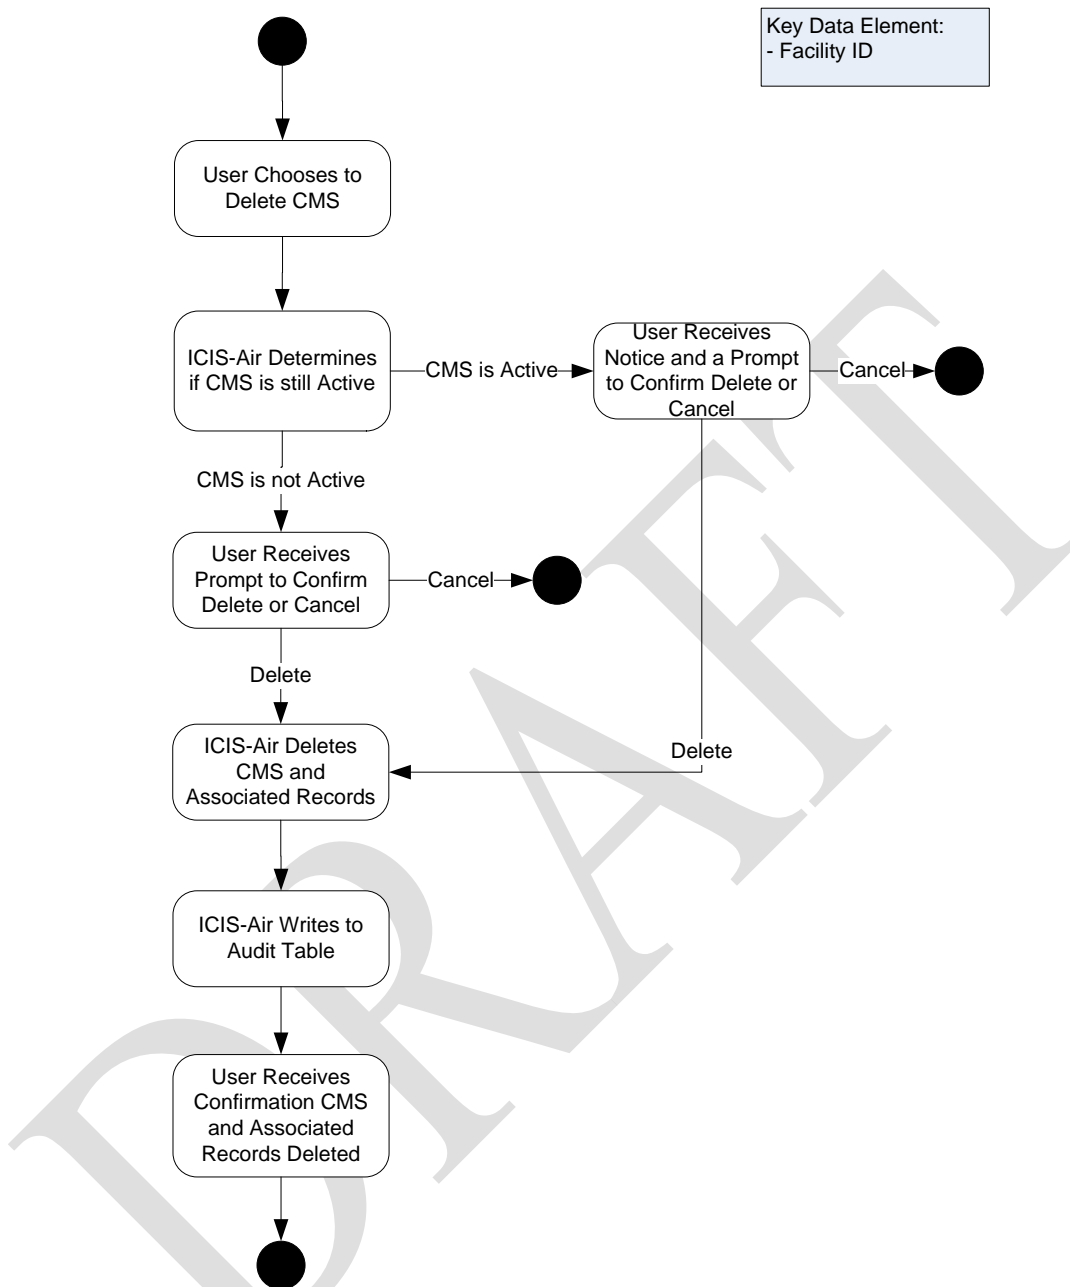 Key Data Element:
- Facility ID
User Chooses to
Delete CMS
ICIS-Air Determines
if CMS is still Active
CMS is Active
User Receives
Notice and a Prompt
to Confirm Delete or
Cancel
Cancel
CMS is not Active
User Receives
Prompt to Confirm
Delete or Cancel
Cancel
Delete
ICIS-Air Deletes
CMS and
Associated Records
Delete
ICIS-Air Writes to
Audit Table
User Receives
Confirmation CMS
and Associated
Records Deleted
DRAFT